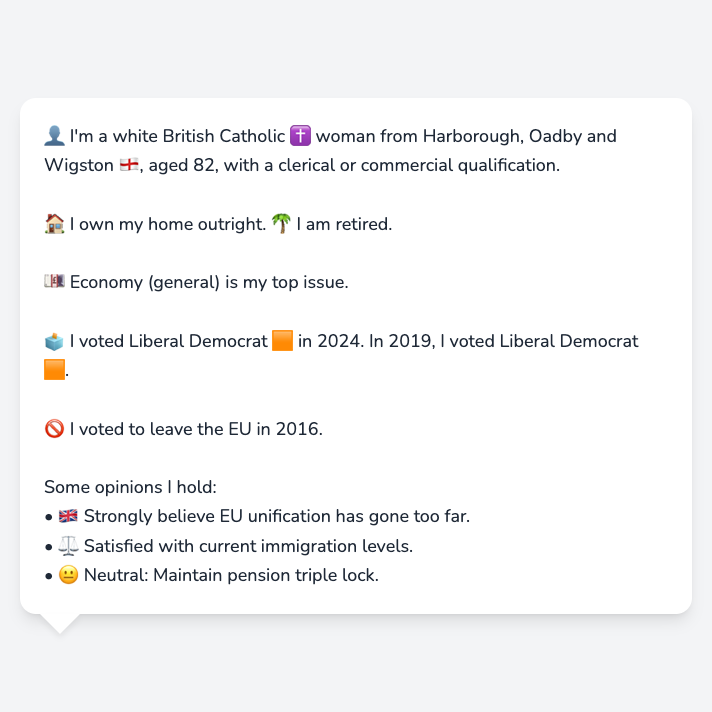 👤 I'm a white British Catholic ✝️ woman from Harborough, Oadby and
Wigston 🏴󠁧󠁢󠁥󠁮󠁧󠁿, aged 82, with a clerical or commercial qualification.
🏠 I own my home outright. 🌴 I am retired.
💷 Economy (general) is my top issue.
🗳️ I voted Liberal Democrat 🟧 in 2024. In 2019, I voted Liberal Democrat
🟧.
🚫 I voted to leave the EU in 2016.
Some opinions I hold:
• 🇬🇧 Strongly believe EU unification has gone too far.
• ⚖️ Satisfied with current immigration levels.
• 😐 Neutral: Maintain pension triple lock.